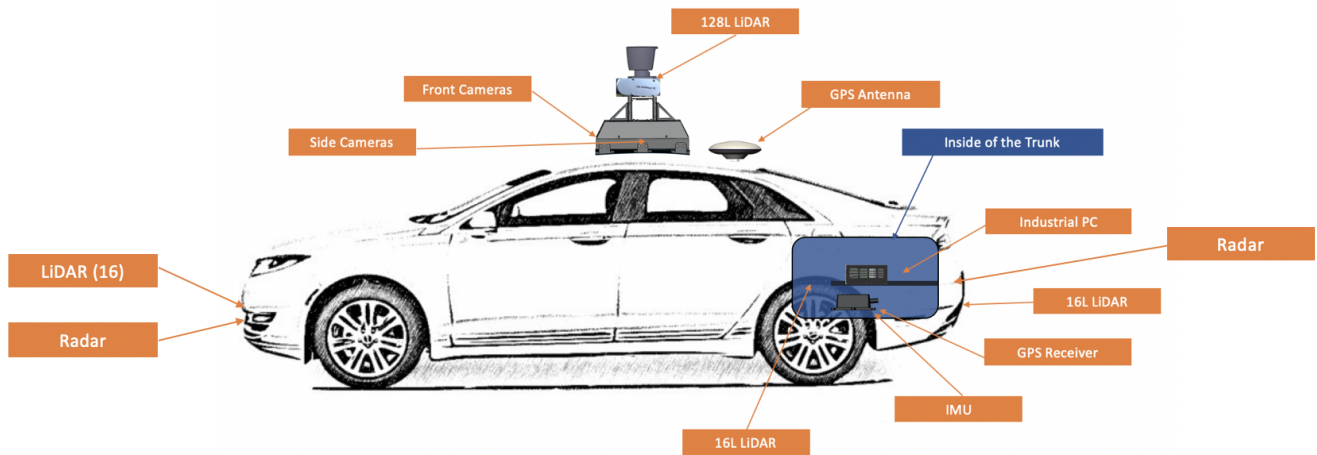 128L LiDAR
Front Cameras
GPS Antenna
Side Cameras
Inside of the Trunk
Industrial PC
Radar
LiDAR (16)
16L LiDAR
Radar
GPS Receiver
IMU
16L LiDAR